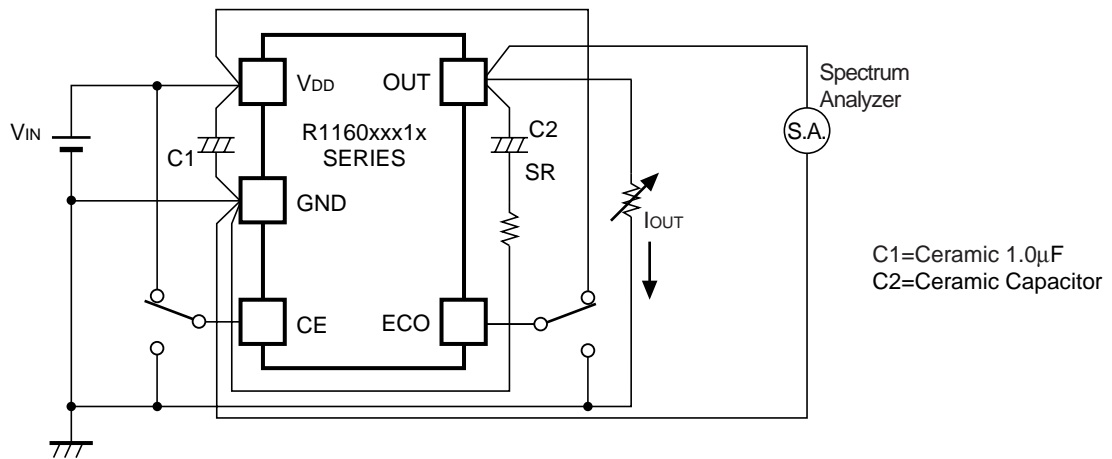 VDD
OUT
Spectrum
Analyzer
VIN
R1160xxx1x
SERIES
C1
C2
S.A.
SR
GND
IOUT
C1=Ceramic 1.0μF
C2=Ceramic Capacitor
CE
ECO